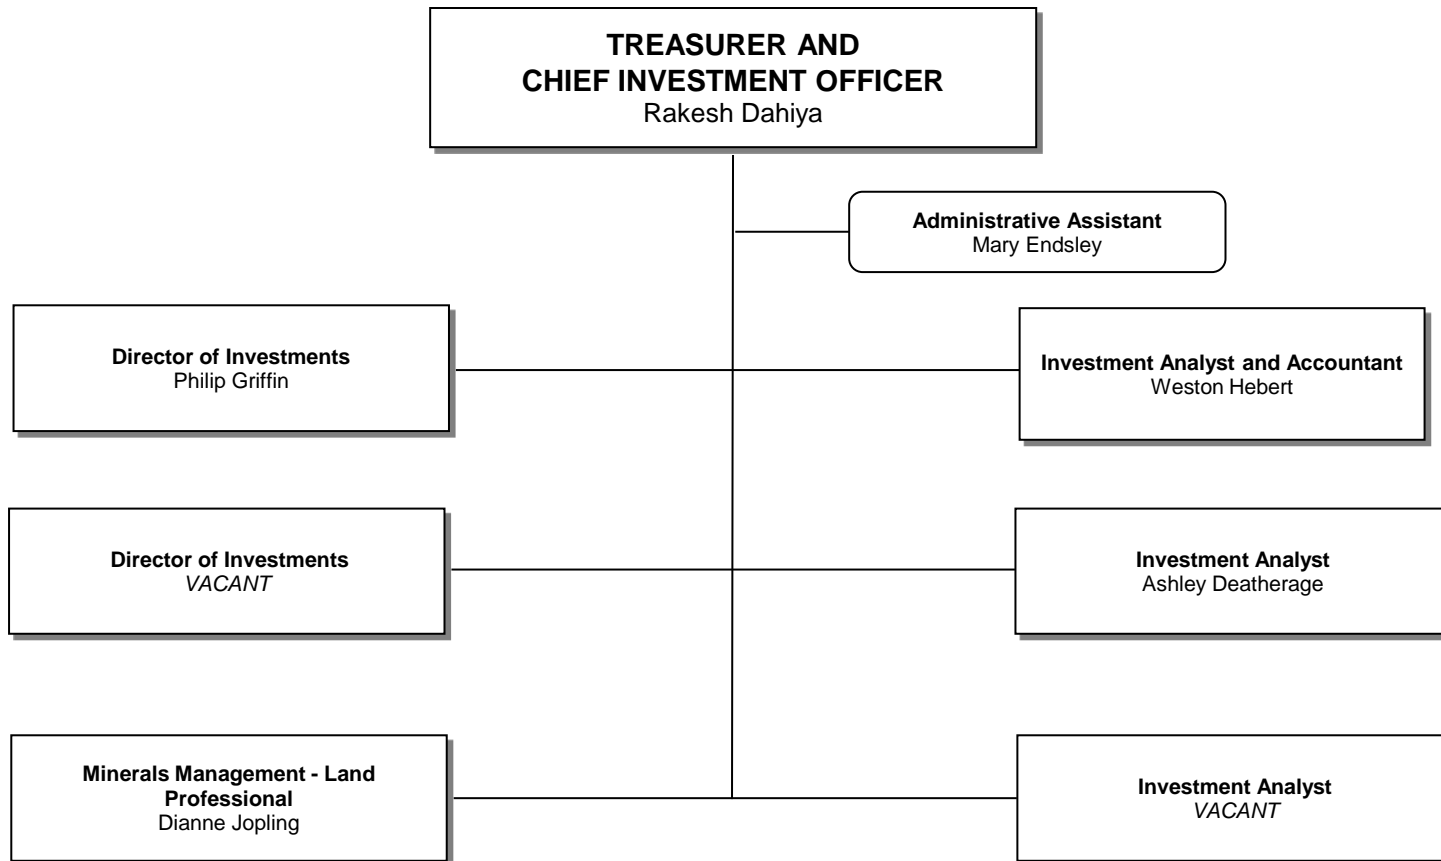 TREASURER AND
CHIEF INVESTMENT OFFICER
Rakesh Dahiya
Administrative Assistant
Mary Endsley
Director of Investments
Philip Griffin
Investment Analyst and Accountant
Weston Hebert
Director of Investments
VACANT
Investment Analyst
Ashley Deatherage
Minerals Management - Land
Professional
Dianne Jopling
Investment Analyst
VACANT